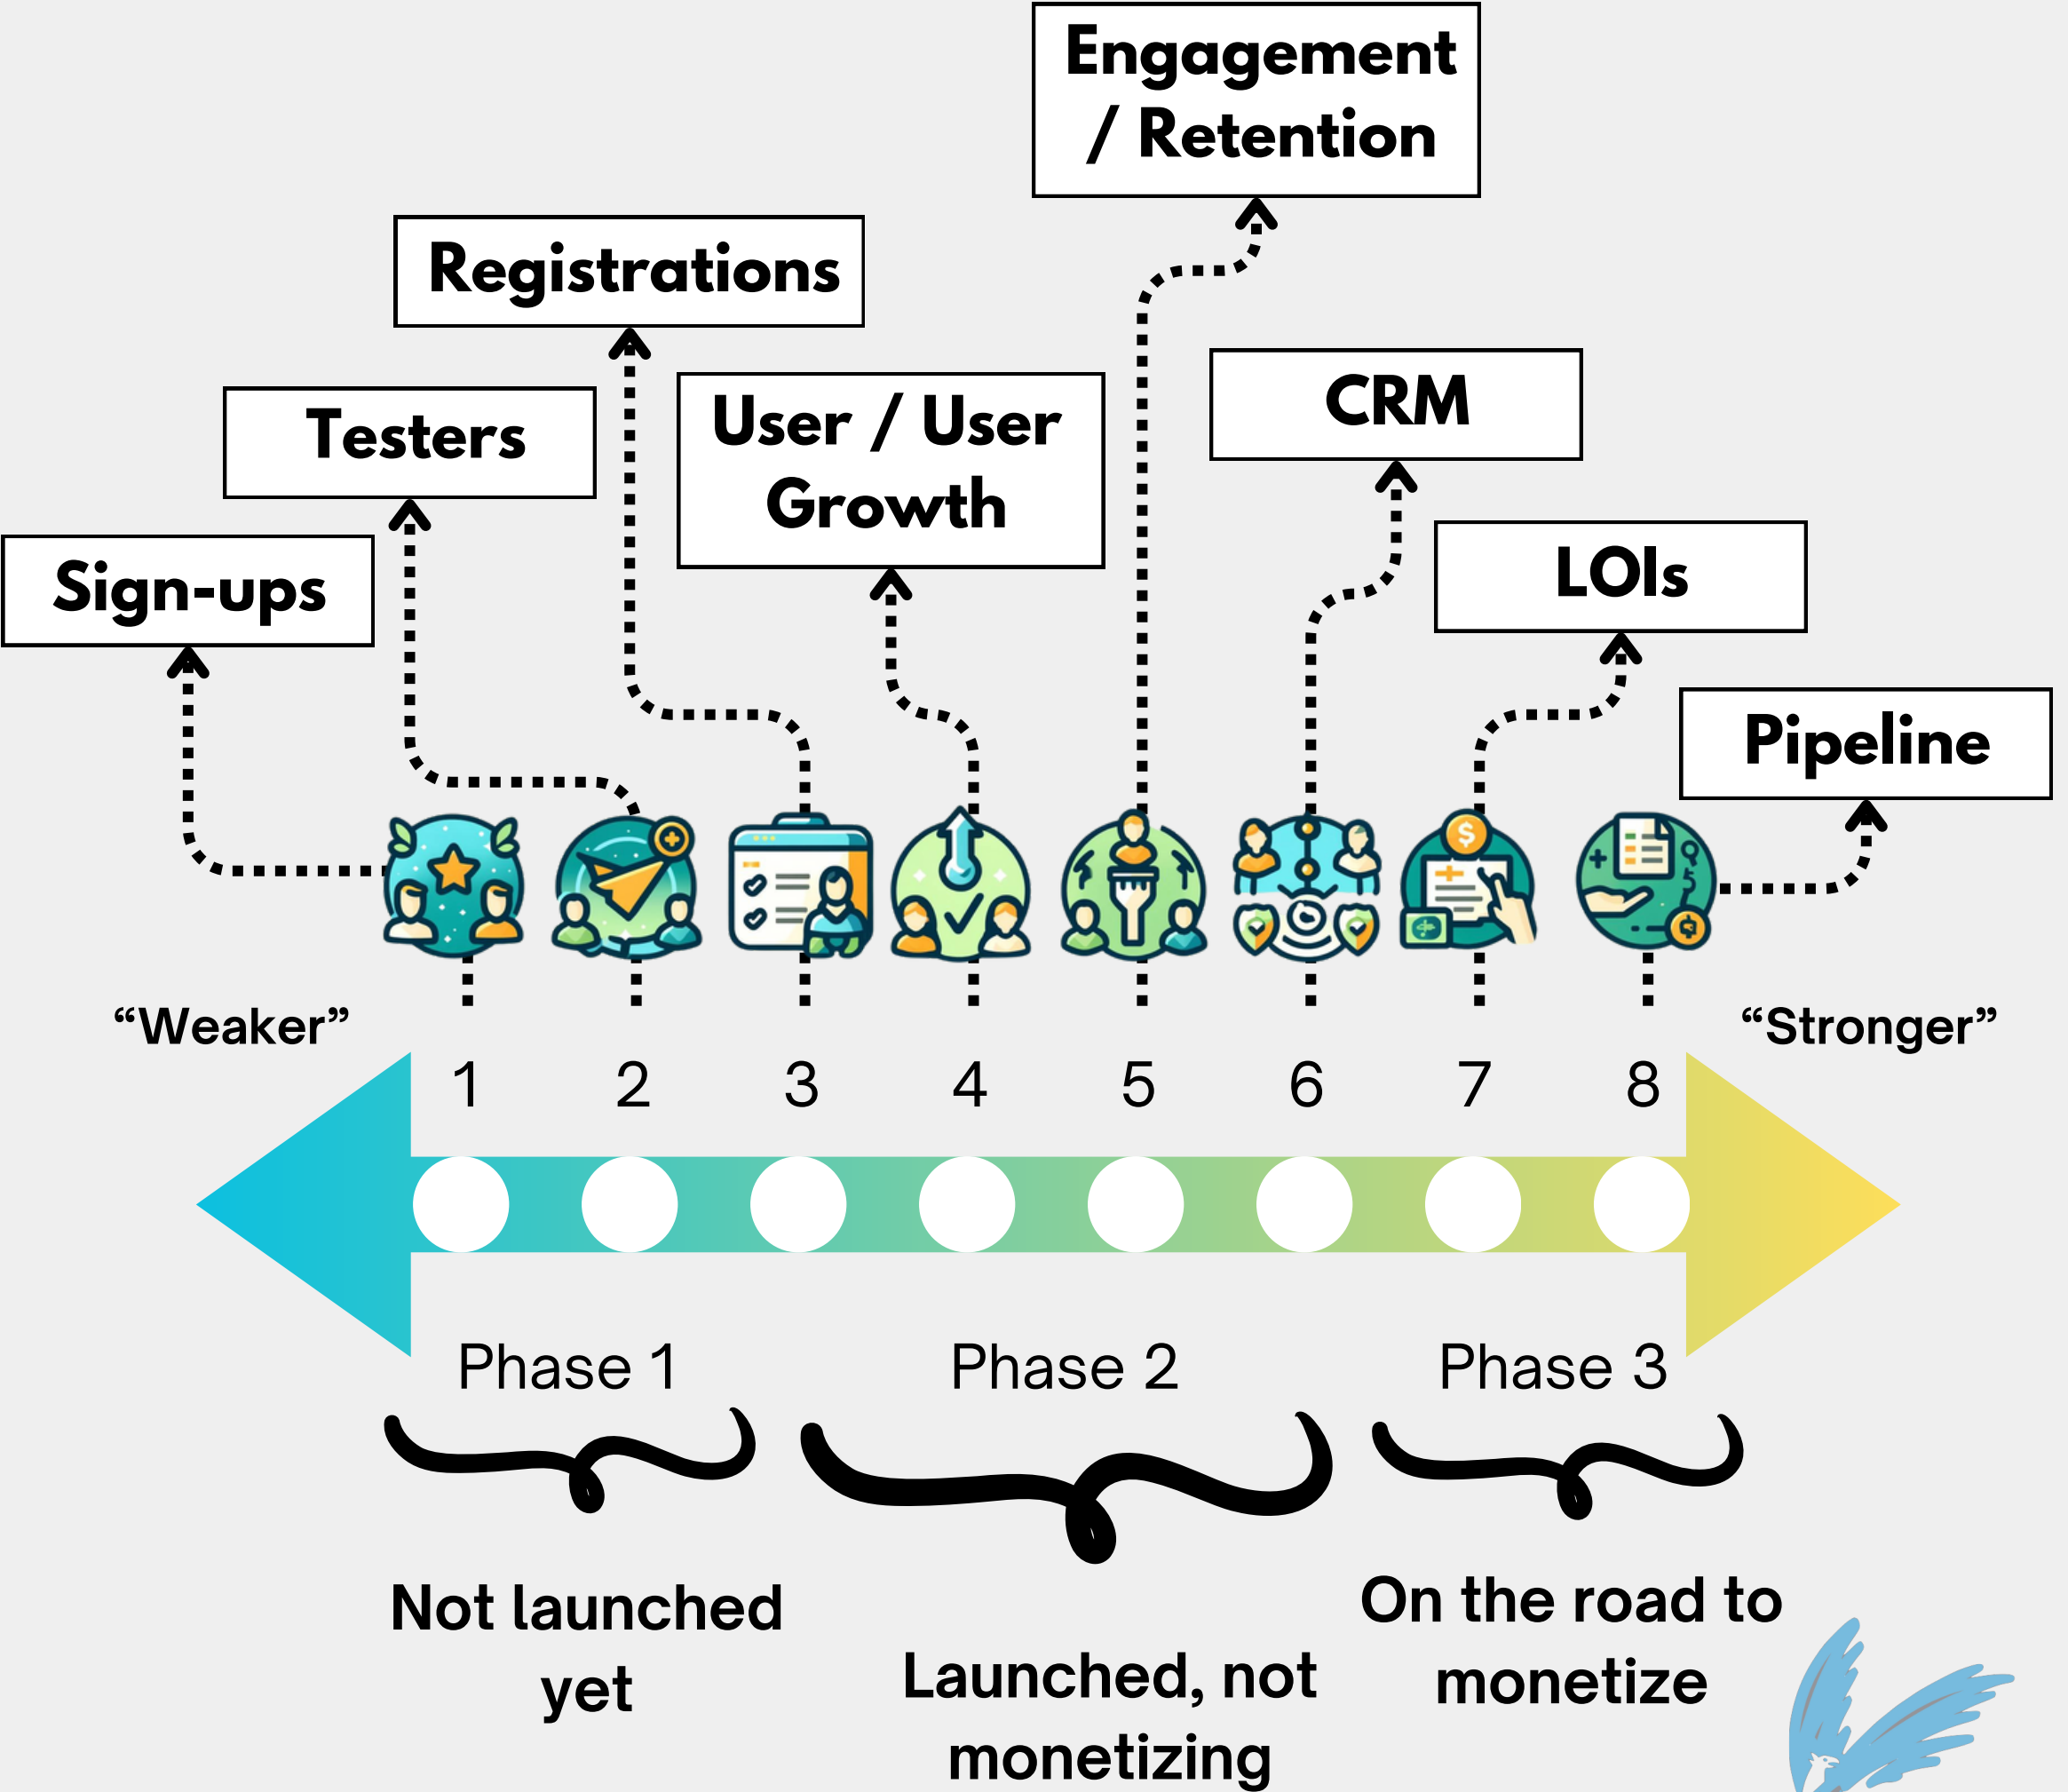 Engagement
/ Retention
Registrations
Testers
User / User
Growth
CRM
Sign-ups
LOIs
Pipeline
“Weaker”
“Stronger”
1 2 3 4 5 6 7 8
Phase 1
Phase 2
Phase 3
Not launched
yet
Launched, not
monetizing
On the road to
monetize